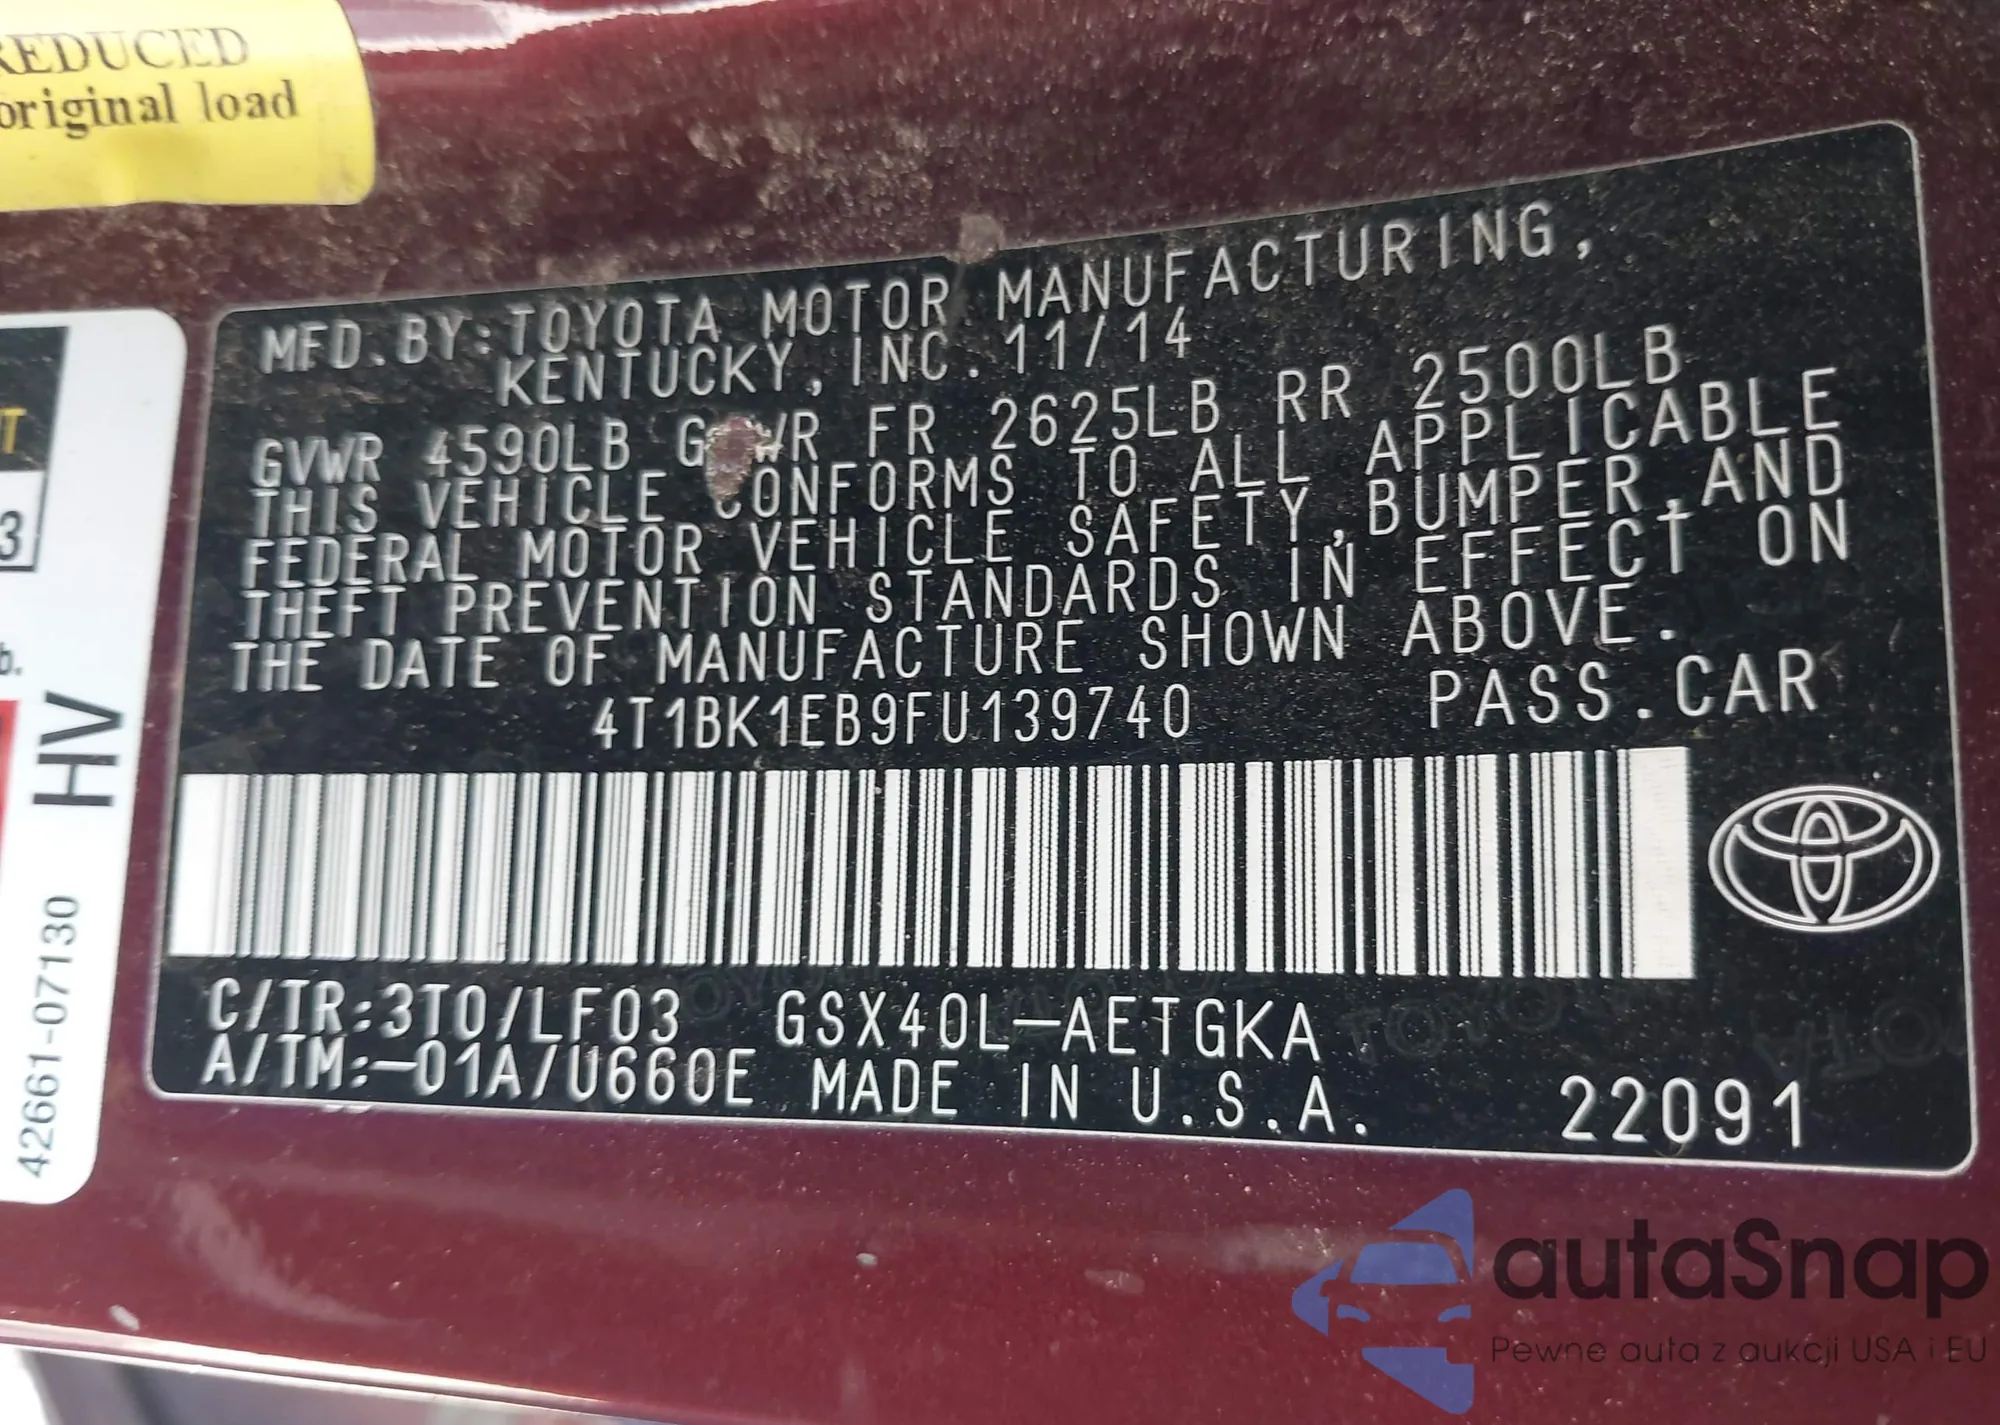 REDUCED
original load
T
3
b.
HV
42661-07130
MFD.BY:TOYOTA MOTOR MANUFACTURING,
KENTUCKY, INC. 11/14
GVWR 4590LB G WR FR 2625LB RR 2500LB
THIS VEHICLE CONFORMS TO ALL APPLICABLE
FEDERAL MOTOR VEHICLE SAFETY,BUMPER,AND
THEFT PREVENTION STANDARDS IN EFFECT ON
THE DATE OF MANUFACTURE SHOWN ABOVE.
4T1BK1EB9FU139740 PASS.CAR
C/TR:3T0/LF03 GSX40L-AETGKA
A/TM:-01A/U660E MADE IN U.S.A. 22091
autaSnap
Pewne auta z aukcji USA i EU